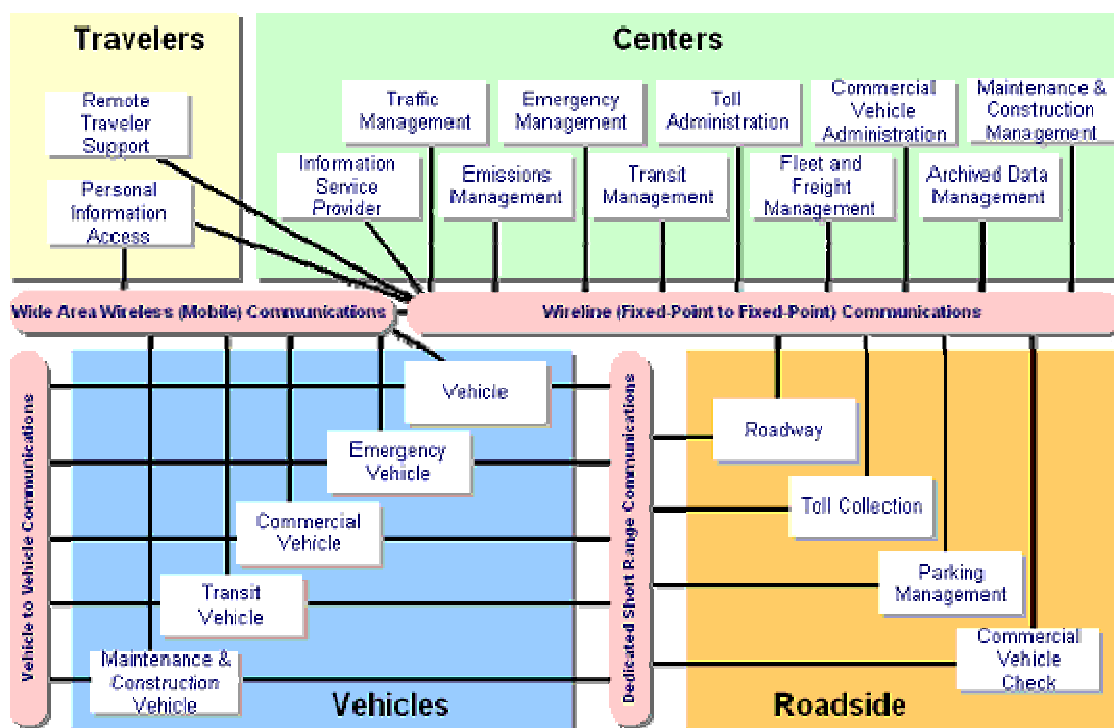 Travelers
Remote
Traveler
Support
Personal
Information
Access
Centers
Traffic
Management
Emergency
Management
Toll
Administration
Commercial
Vehicle
Administration
Maintenance &
Construction
Management
Information
Service
Provider
Emissions
Management
Transit
Management
Fleet and
Freight
Management
Archived Data
Management
Wide Area Wireless (Mobile) Communications
Wireline (Fixed-Point to Fixed-Point) Communications
Vehicle to Vehicle Communications
Vehicle
Emergency
Vehicle
Commercial
Vehicle
Transit
Vehicle
Maintenance &
Construction
Vehicle
Vehicles
Dedicated Short Range Communications
Roadway
Toll Collection
Parking
Management
Commercial
Vehicle
Check
Roadside